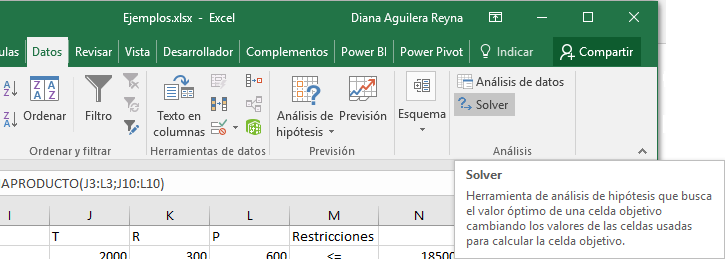 Ejemplos.xlsx - Excel
Diana Aguilera Reyna
ulas Datos Revisar Vista Desarrollador Complementos Power BI Power Pivot Indicar Compartir
A
Z
Z
A
Z A
A Z
Ordenar
Filtro
Texto en
columnas
Análisis de
hipótesis
Previsión
Esquema
Análisis de datos
Solver
Ordenar y filtrar
Herramientas de datos
Previsión
Análisis
APRODUCTO(J3:L3;J10:L10)
Solver
Herramienta de análisis de hipótesis que busca
el valor óptimo de una celda objetivo
cambiando los valores de las celdas usadas
para calcular la celda objetivo.
I J K L M N
T R P Restricciones
2000 300 600 <= 18500